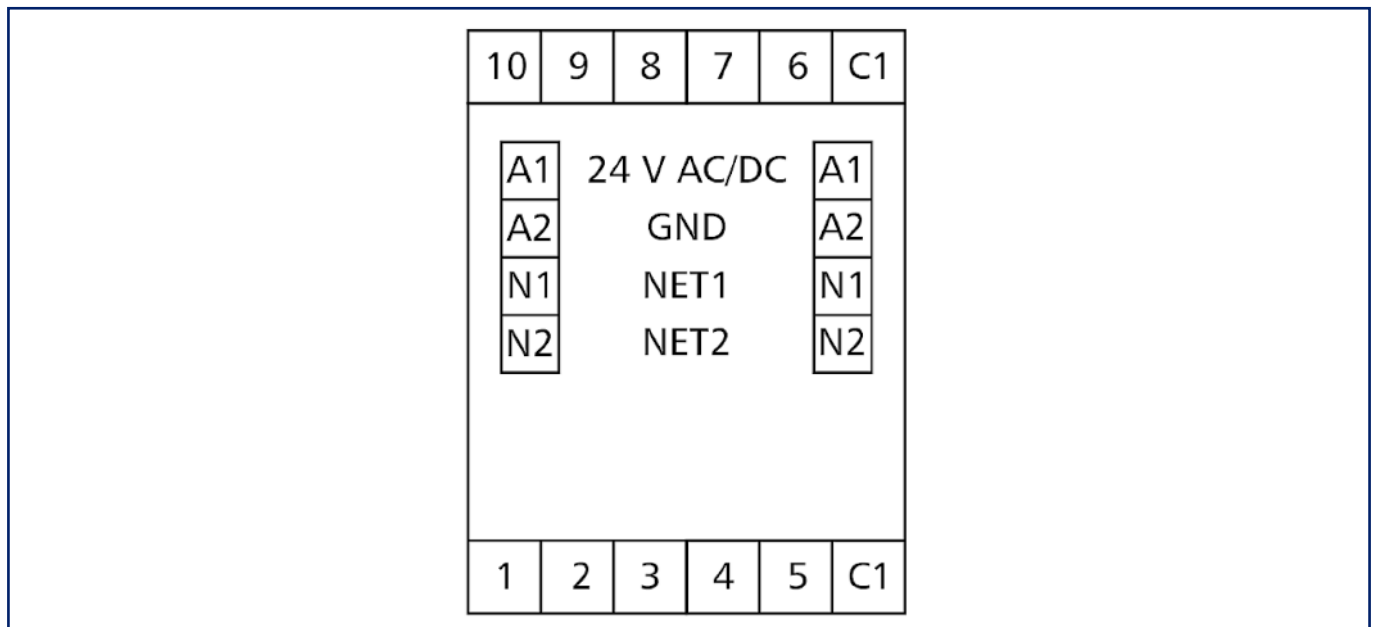 10 9 8 7 6 C1
A1 24 V AC/DC A1
A2 GND A2
N1 NET1 N1
N2 NET2 N2
1 2 3 4 5 C1